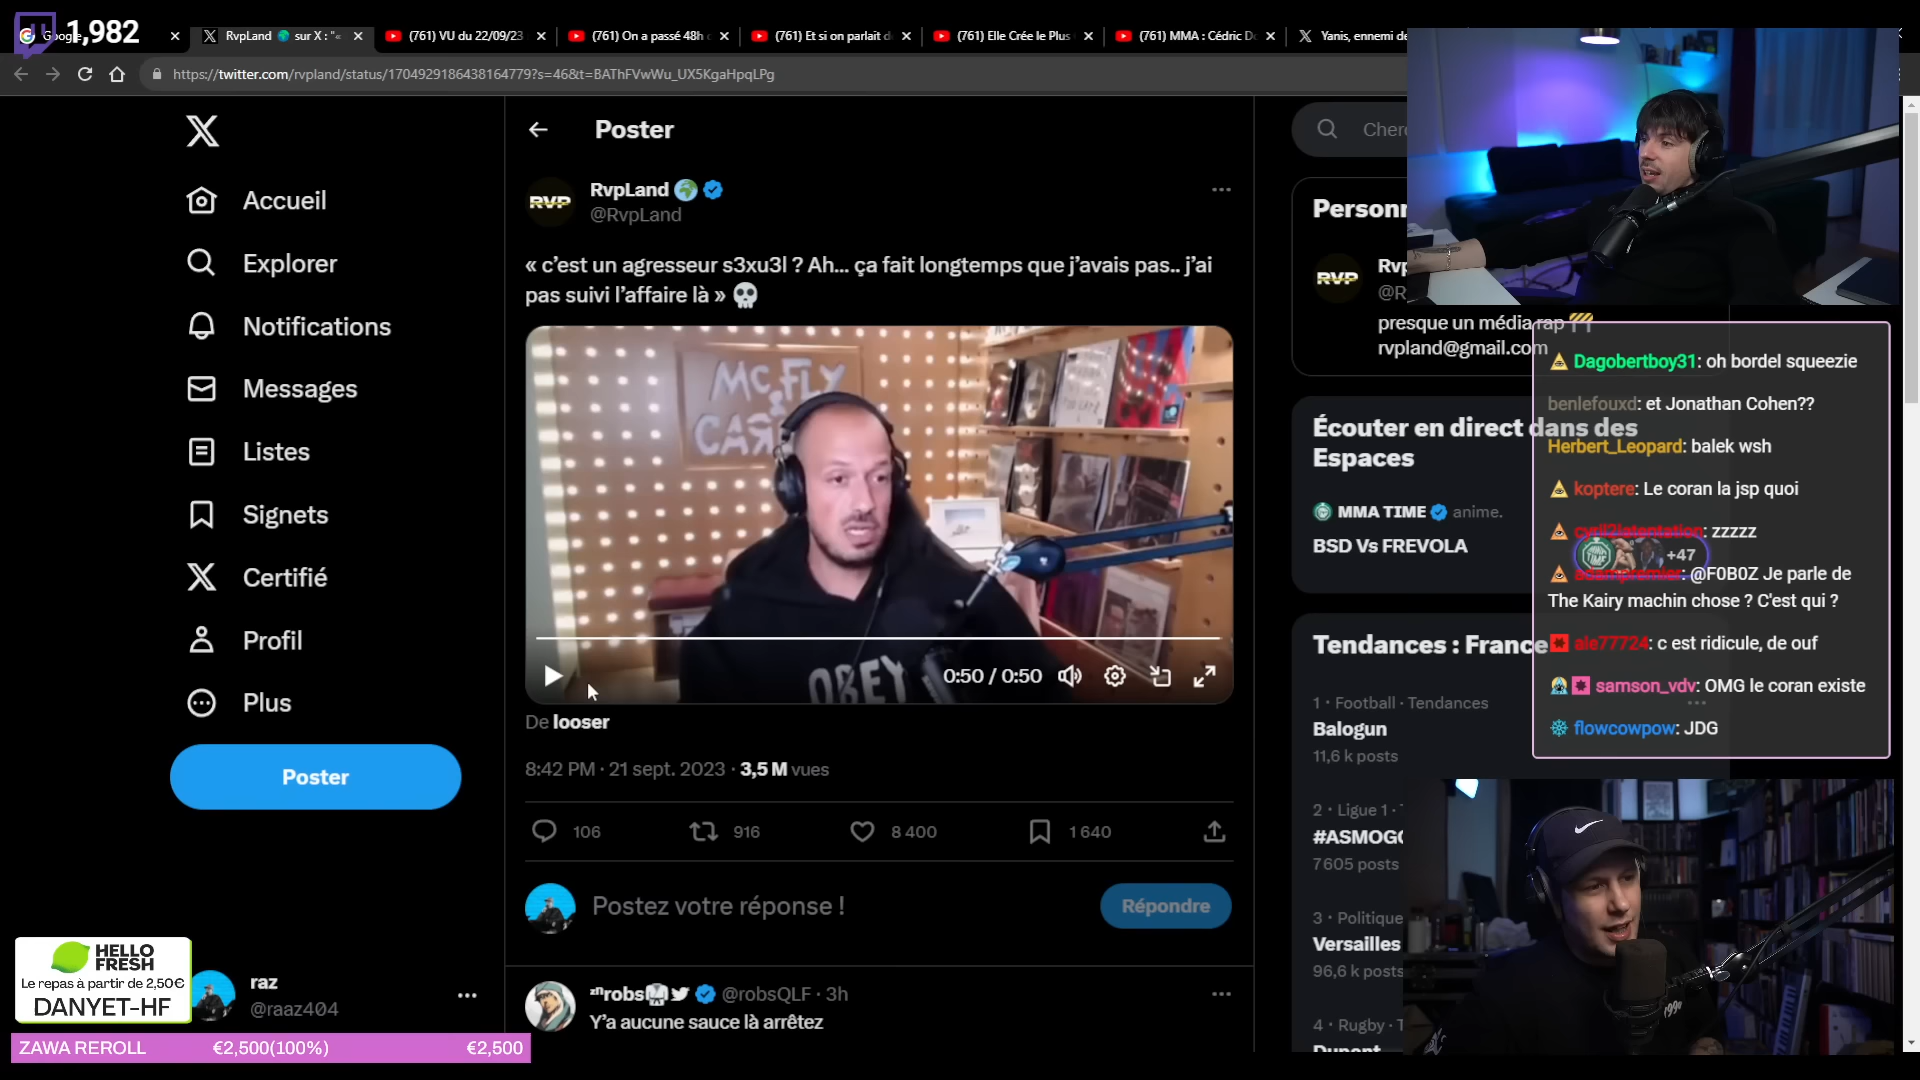 1,982
RvpLand sur X : "«
(761) VU du 22/09/23
(761) On a passé 48h
(761) Et si on parlait d
(761) Elle Crée le Plus
(761) MMA : Cédric Do
Yanis, ennemi de
https://twitter.com/rvpland/status/1704929186438164779?s=46&t=BAThFVwWu_UX5KgaHpqLPg
Accueil
Explorer
Notifications
Messages
Listes
Signets
Certifié
Profil
Plus
Poster
raz
@raaz404
HELLO
FRESH
Le repas à partir de 2,50€
DANYET-HF
ZAWA REROLL €2,500(100%) €2,500
Poster
RVP
RvpLand
@RvpLand
« c’est un agresseur s3xu3l ? Ah... ça fait longtemps que j’avais pas.. j’ai
pas suivi l’affaire là »
MCFLY
&
CAR
OBEY
0:50 / 0:50
De looser
8:42 PM · 21 sept. 2023 · 3,5 M vues
106 916 8 400 1 640
Postez votre réponse !
Répondre
robs @robsQLF · 3h
Y’a aucune sauce là arrêtez
Cherc
Personn
RVP
Rvp
@R
presque un média rap
rvpland@gmail.com
Écouter en direct dans des
Espaces
MMA TIME anime.
BSD Vs FREVOLA
+47
Tendances : France
1 · Football · Tendances
Balogun
11,6 k posts
2 · Ligue 1 ·
#ASMOGC
7 605 posts
3 · Politique
Versailles
96,6 k posts
4 · Rugby · T
Dupont
Dagobertboy31: oh bordel squeezie
benlefouxd: et Jonathan Cohen??
Herbert_Leopard: balek wsh
koptere: Le coran la jsp quoi
cyril2latentation: zzzzz
adampremier: @F0B0Z Je parle de
The Kairy machin chose ? C'est qui ?
ale77724: c est ridicule, de ouf
samson_vdv: OMG le coran existe
flowcowpow: JDG